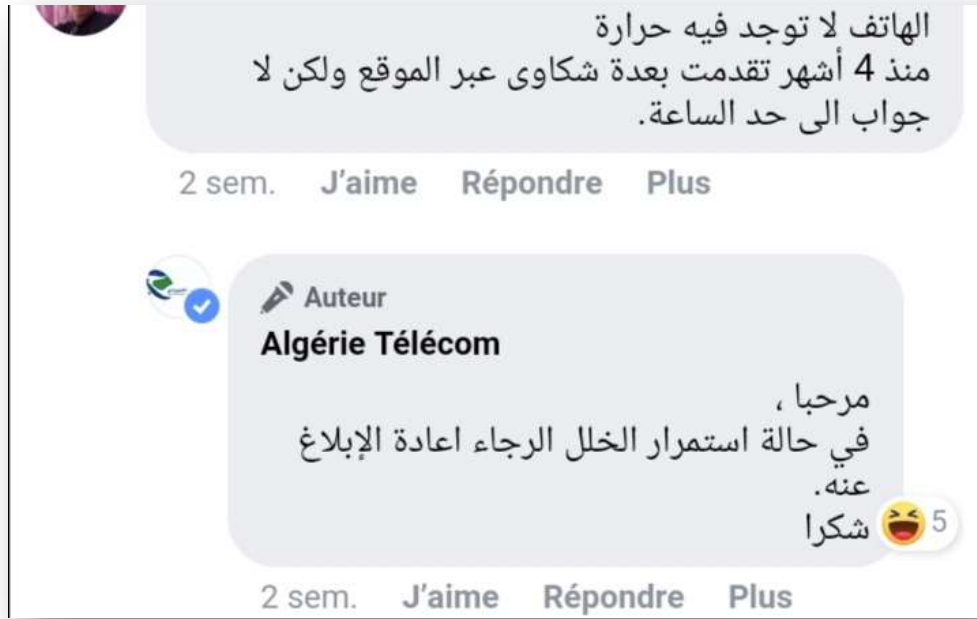 الهاتف لا توجد فيه حرارة
منذ 4 أشهر تقدمت بعدة شكاوى عبر الموقع ولكن لا
جواب الى حد الساعة.
2 sem. J’aime Répondre Plus
Auteur
Algérie Télécom
مرحبا ،
في حالة استمرار الخلل الرجاء اعادة الإبلاغ
عنه.
شكرا
5
2 sem. J’aime Répondre Plus